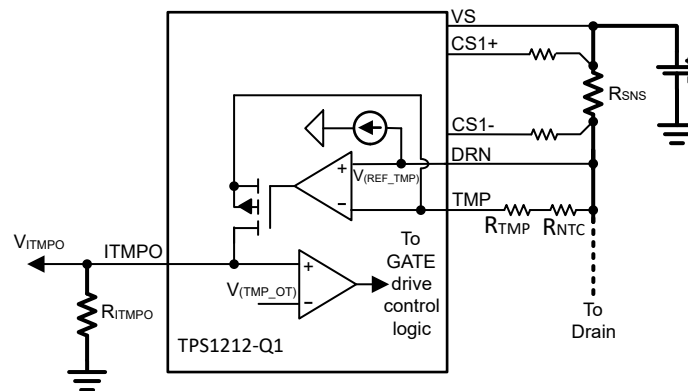 VS
CS1+
RSNS
CS1-
DRN
V(REF_TMP)
+
-
TMP
RTMP
RNTC
VITMPO
ITMPO
+
V(TMP_OT)
-
RITMPO
To
GATE
drive
control
logic
To
Drain
TPS1212-Q1